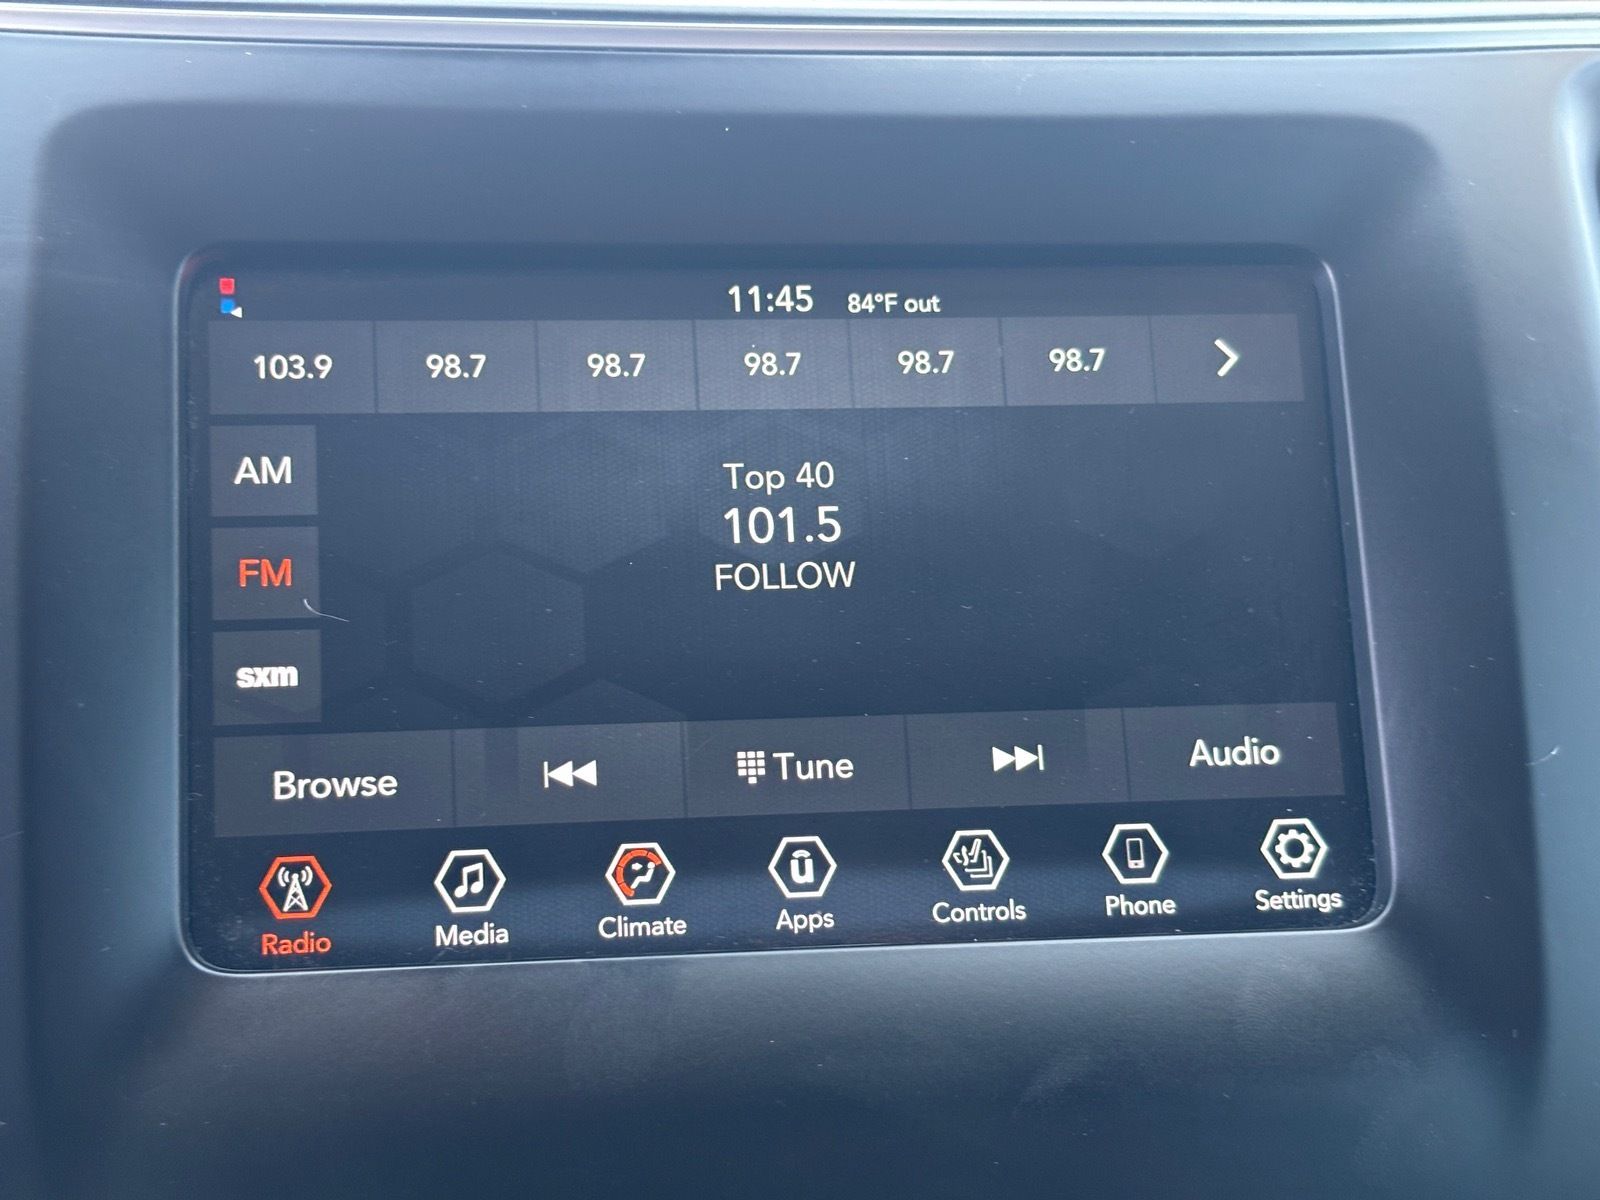 11:45 84°F out
103.9 98.7 98.7 98.7 98.7 98.7
AM
Top 40
101.5
FM
FOLLOW
sxm
Browse Tune Audio
Radio Media Climate Apps Controls Phone Settings